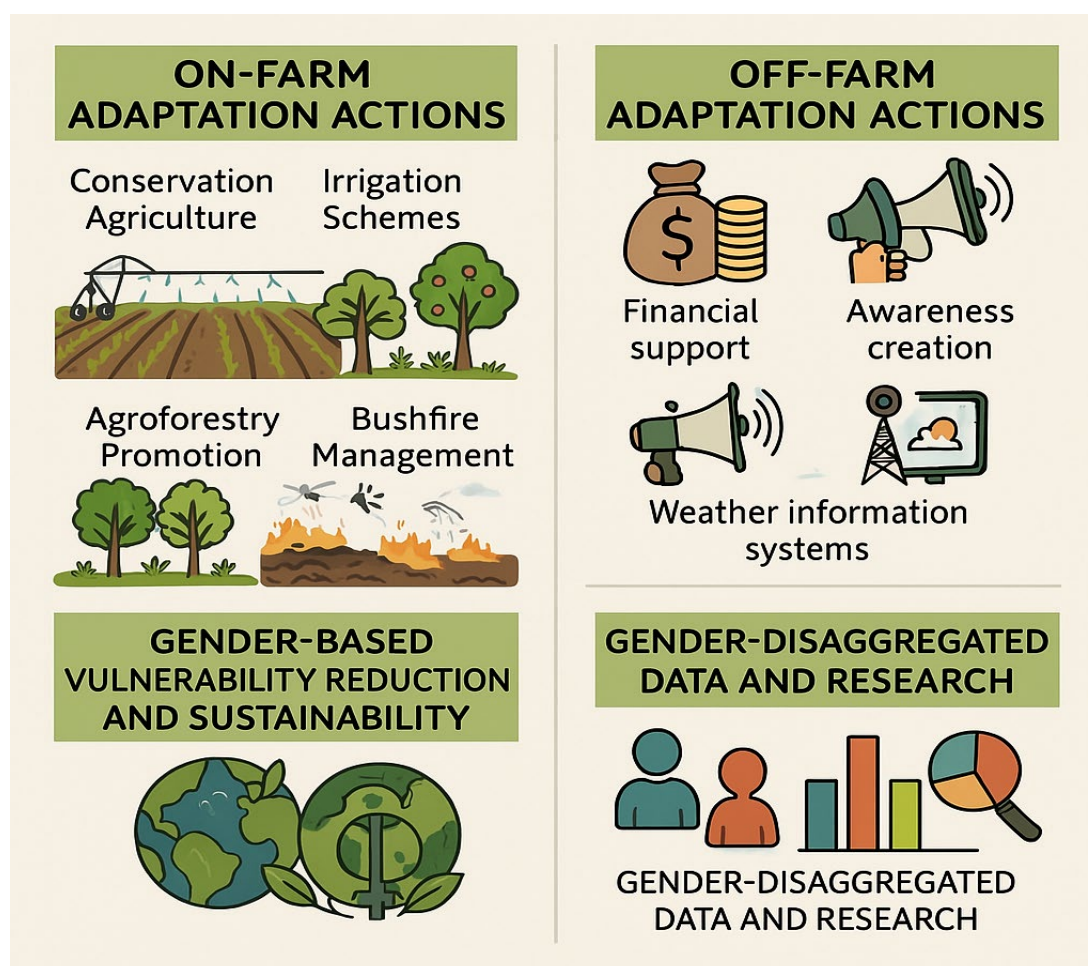 ON-FARM
ADAPTATION ACTIONS
Conservation
Agriculture
Irrigation
Schemes
Agroforestry
Promotion
Bushfire
Management
OFF-FARM
ADAPTATION ACTIONS
$
Financial
support
Awareness
creation
Weather information
systems
GENDER-BASED
VULNERABILITY REDUCTION
AND SUSTAINABILITY
GENDER-DISAGGREGATED
DATA AND RESEARCH
GENDER-DISAGGREGATED
DATA AND RESEARCH